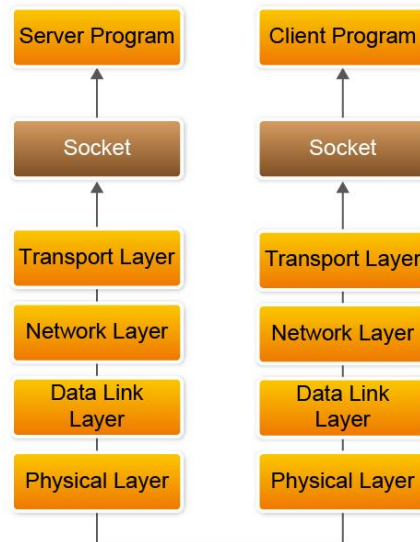 Server Program
Client Program
Socket
Socket
Transport Layer
Transport Layer
Network Layer
Network Layer
Data Link
Layer
Data Link
Layer
Physical Layer
Physical Layer